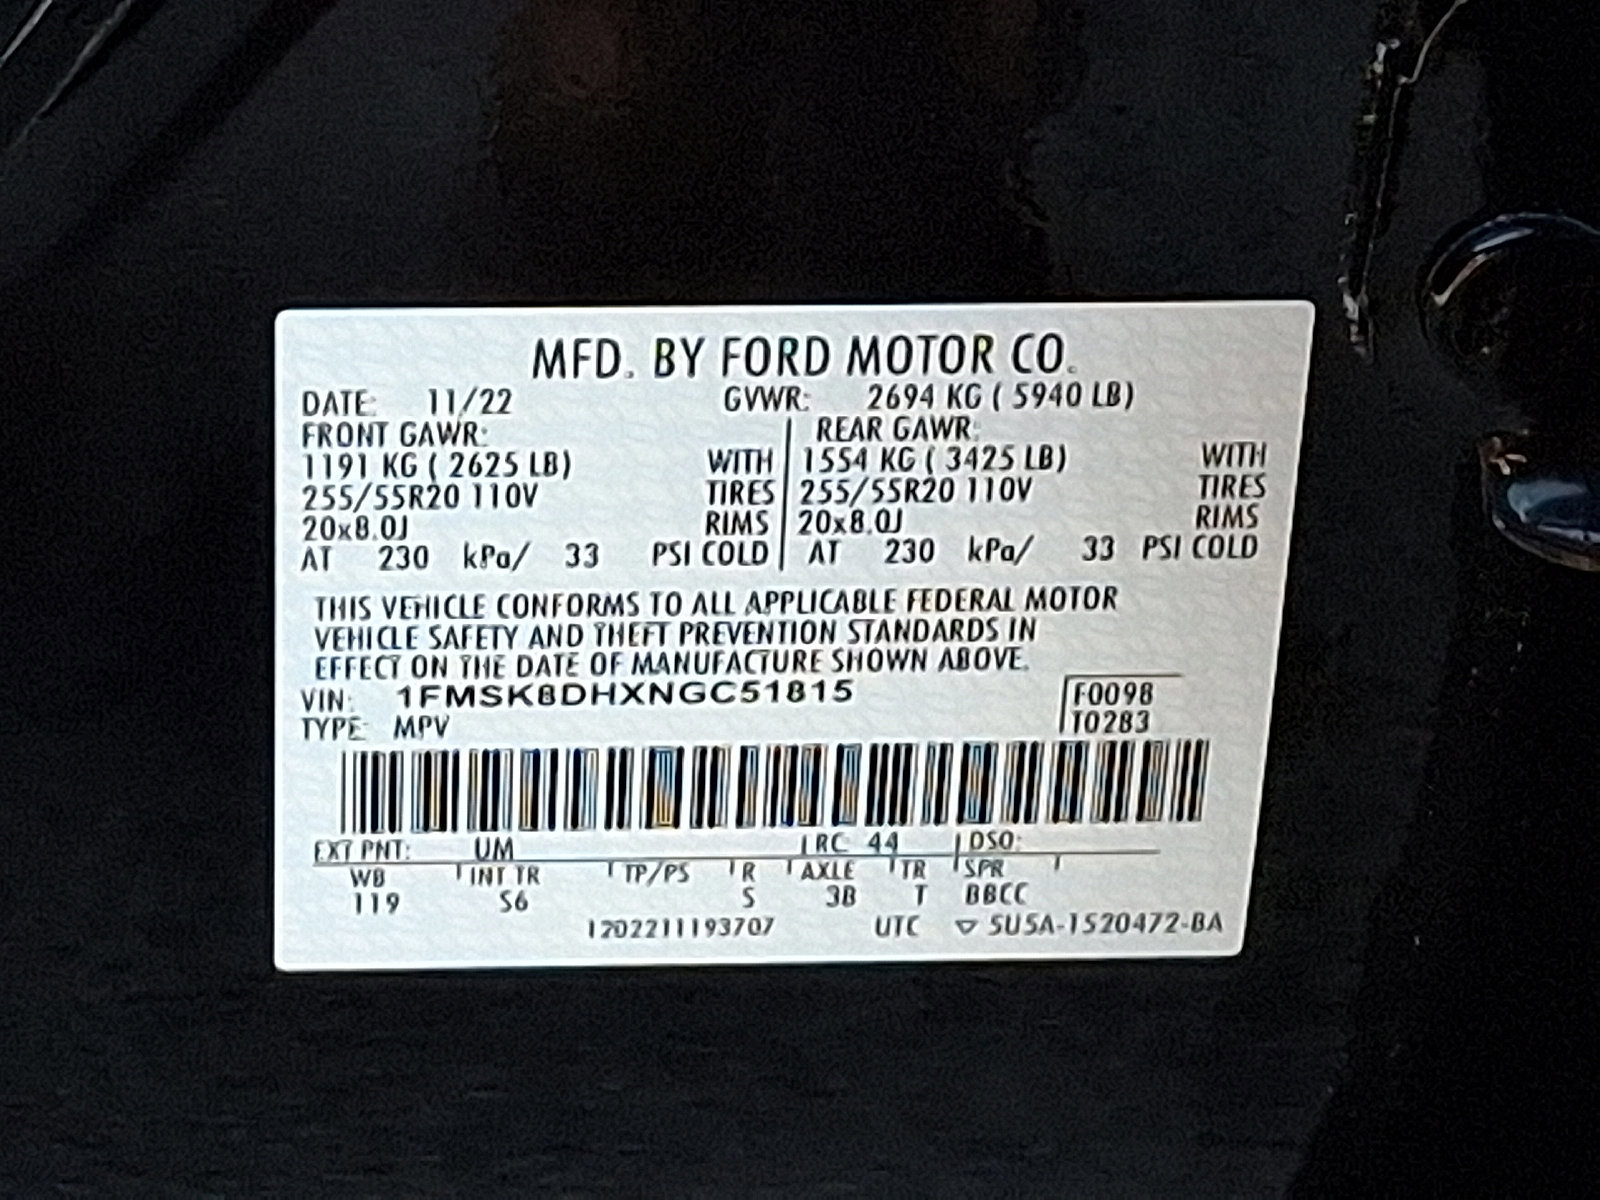 MFD. BY FORD MOTOR CO.
DATE: 11/22 GVWR: 2694 KG ( 5940 LB)
FRONT GAWR: REAR GAWR:
1191 KG ( 2625 LB) WITH 1554 KG ( 3425 LB) WITH
255/55R20 110V TIRES 255/55R20 110V TIRES
20x8.0J RIMS 20x8.0J RIMS
AT 230 kPa/ 33 PSI COLD AT 230 kPa/ 33 PSI COLD
THIS VEHICLE CONFORMS TO ALL APPLICABLE FEDERAL MOTOR
VEHICLE SAFETY AND THEFT PREVENTION STANDARDS IN
EFFECT ON THE DATE OF MANUFACTURE SHOWN ABOVE.
VIN: 1FMSK8DHXNGC51815 F0098
TYPE: MPV T0283
EXT PNT: UM RC: 44 DSO:
WB INT TR TP/PS R AXLE TR SPR
119 S6 S 3B T BBCC
1202211193707 UTC ▽ 5U5A-1520472-BA